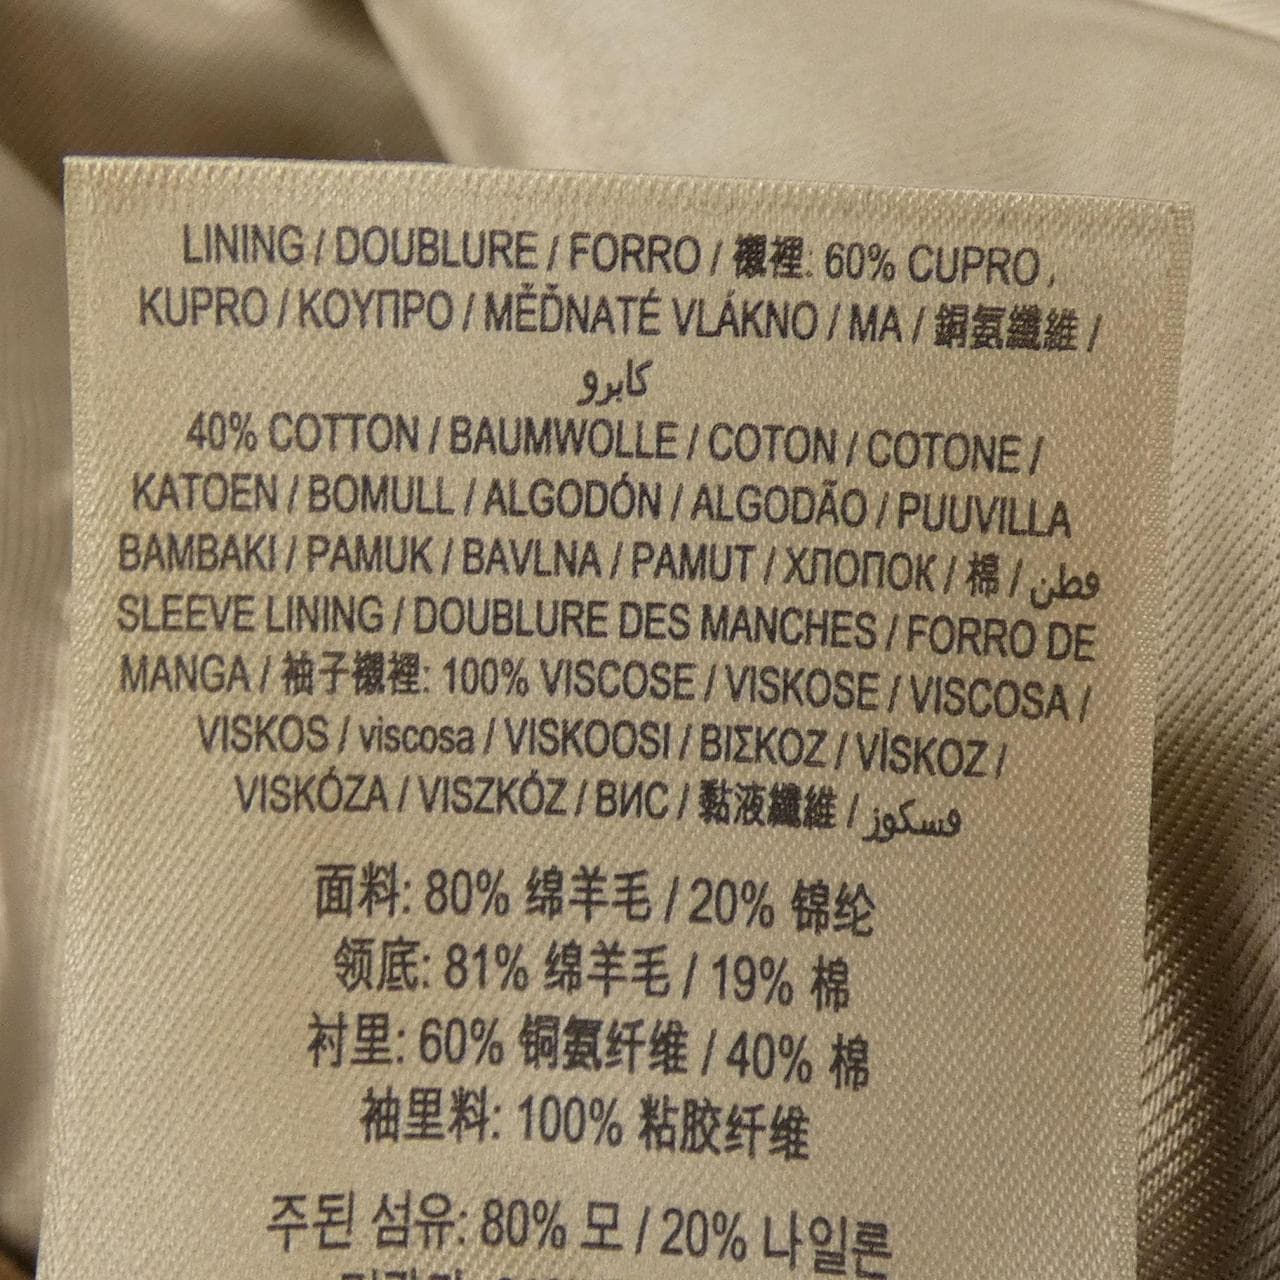 LINING / DOUBLURE / FORRO / 襯裡: 60% CUPRO,
KUPRO / ΚΟΥΠΡΟ / MĚĎNATÉ VLÁKNO / MA / 銅氨纖維 /
كابرو
40% COTTON / BAUMWOLLE / COTON / COTONE /
KATOEN / BOMULL / ALGODÓN / ALGODÃO / PUUVILLA
BAMBAKI / PAMUK / BAVLNA / PAMUT / ХЛОПОК / 棉 / قطن
SLEEVE LINING / DOUBLURE DES MANCHES / FORRO DE
MANGA / 袖子襯裡: 100% VISCOSE / VISKOSE / VISCOSA /
VISKOS / viscosa / VISKOOSI / ΒΙΣΚΟΖ / VİSKOZ /
VISKÓZA / VISZKÓZ / ВИС / 黏液纖維 / فسكوز
面料: 80% 绵羊毛 / 20% 锦纶
领底: 81% 绵羊毛 / 19% 棉
衬里: 60% 铜氨纤维 / 40% 棉
袖里料: 100% 粘胶纤维
주된 섬유: 80% 모 / 20% 나일론